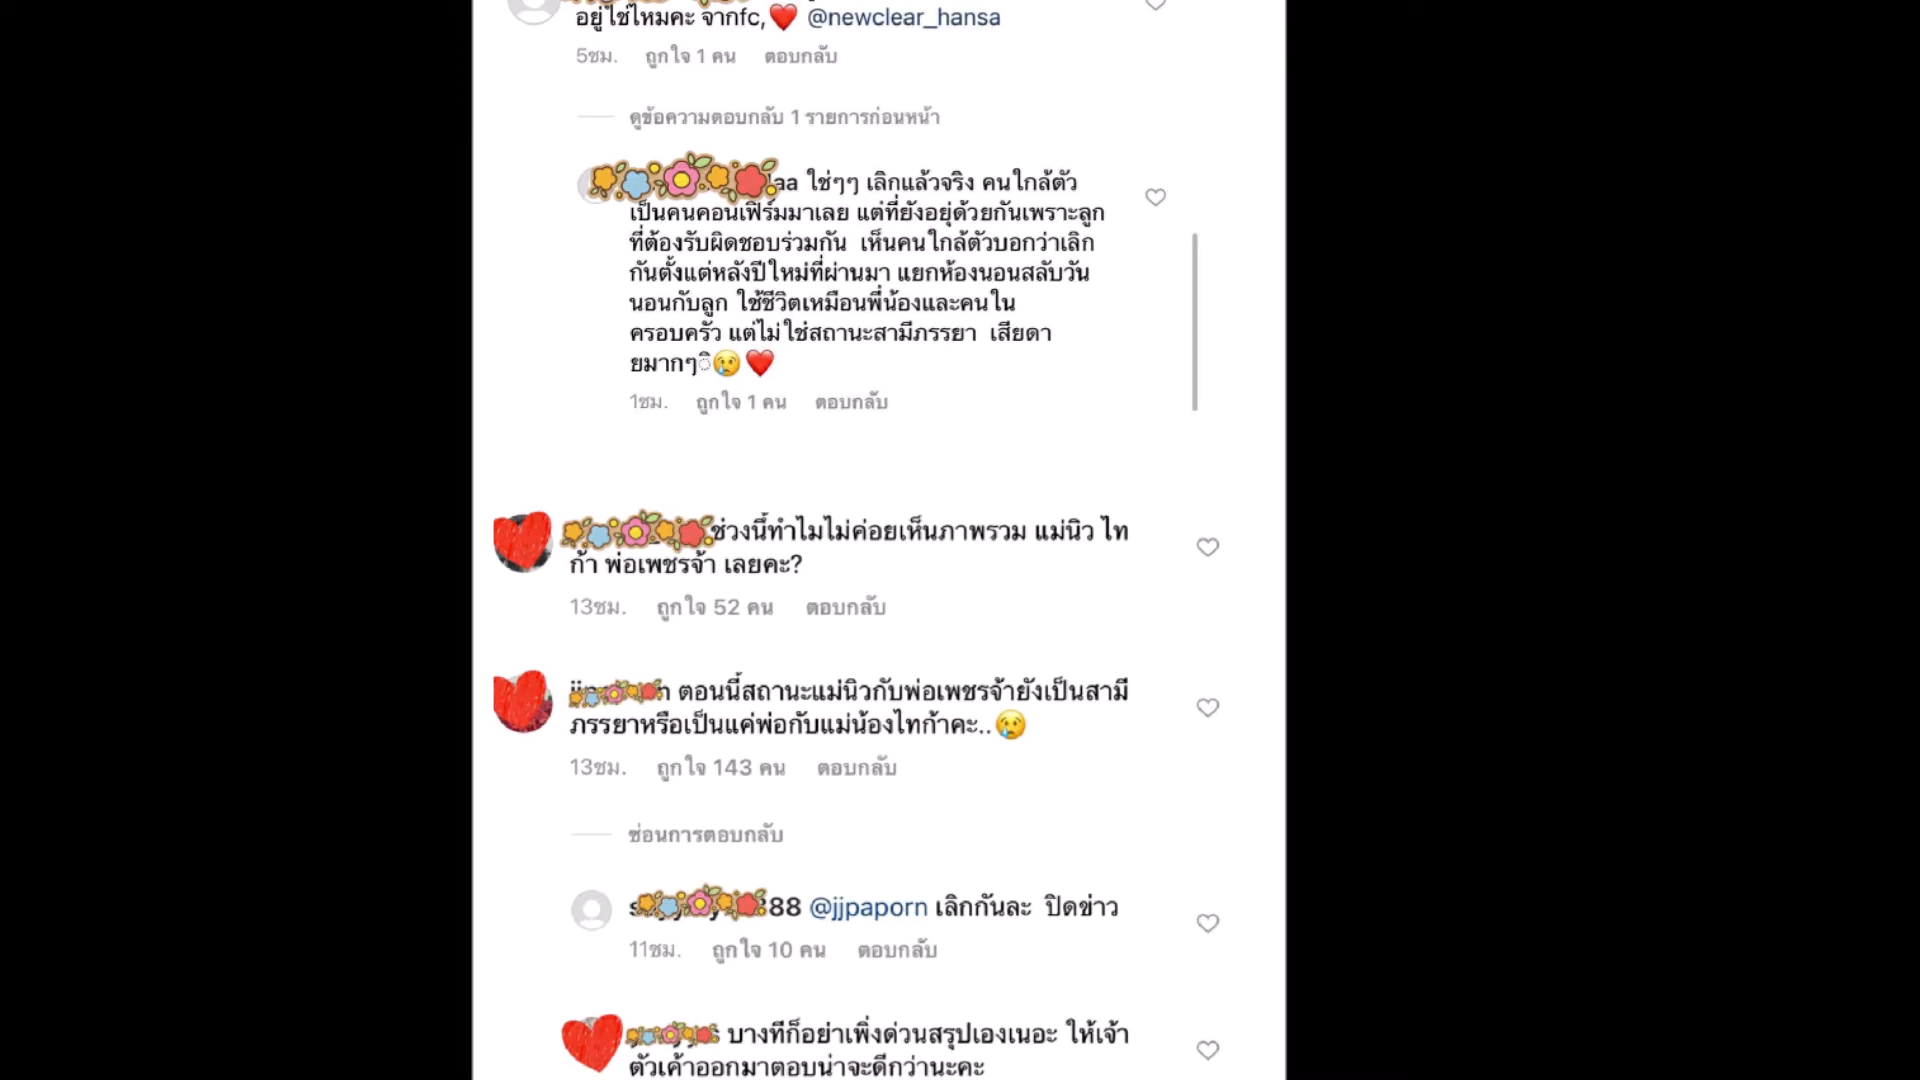 อยู่ใช่ไหมคะ จากfc,❤️ @newclear_hansa
5ชม. ถูกใจ 1 คน ตอบกลับ
ดูข้อความตอบกลับ 1 รายการก่อนหน้า
aa ใช่ๆๆ เลิกแล้วจริง คนใกล้ตัว
เป็นคนคอนเฟิร์มมาเลย แต่ที่ยังอยุ่ด้วยกันเพราะลูก
ที่ต้องรับผิดชอบร่วมกัน เห็นคนใกล้ตัวบอกว่าเลิก
กันตั้งแต่หลังปีใหม่ที่ผ่านมา แยกห้องนอนสลับวัน
นอนกับลูก ใช้ชีวิตเหมือนพี่น้องและคนใน
ครอบครัว แต่ไม่ใช่สถานะสามีภรรยา เสียดา
ยมากๆิ😢❤️
1ชม. ถูกใจ 1 คน ตอบกลับ
ช่วงนี้ทำไมไม่ค่อยเห็นภาพรวม แม่นิว ไท
ก้า พ่อเพชรจ้า เลยคะ?
13ชม. ถูกใจ 52 คน ตอบกลับ
ตอนนี้สถานะแม่นิวกับพ่อเพชรจ้ายังเป็นสามี
ภรรยาหรือเป็นแค่พ่อกับแม่น้องไทก้าคะ..😢
13ชม. ถูกใจ 143 คน ตอบกลับ
ซ่อนการตอบกลับ
88 @jjpaporn เลิกกันละ ปิดข่าว
11ชม. ถูกใจ 10 คน ตอบกลับ
บางทีก็อย่าเพิ่งด่วนสรุปเองเนอะ ให้เจ้า
ตัวเค้าออกมาตอบน่าจะดีกว่านะคะ